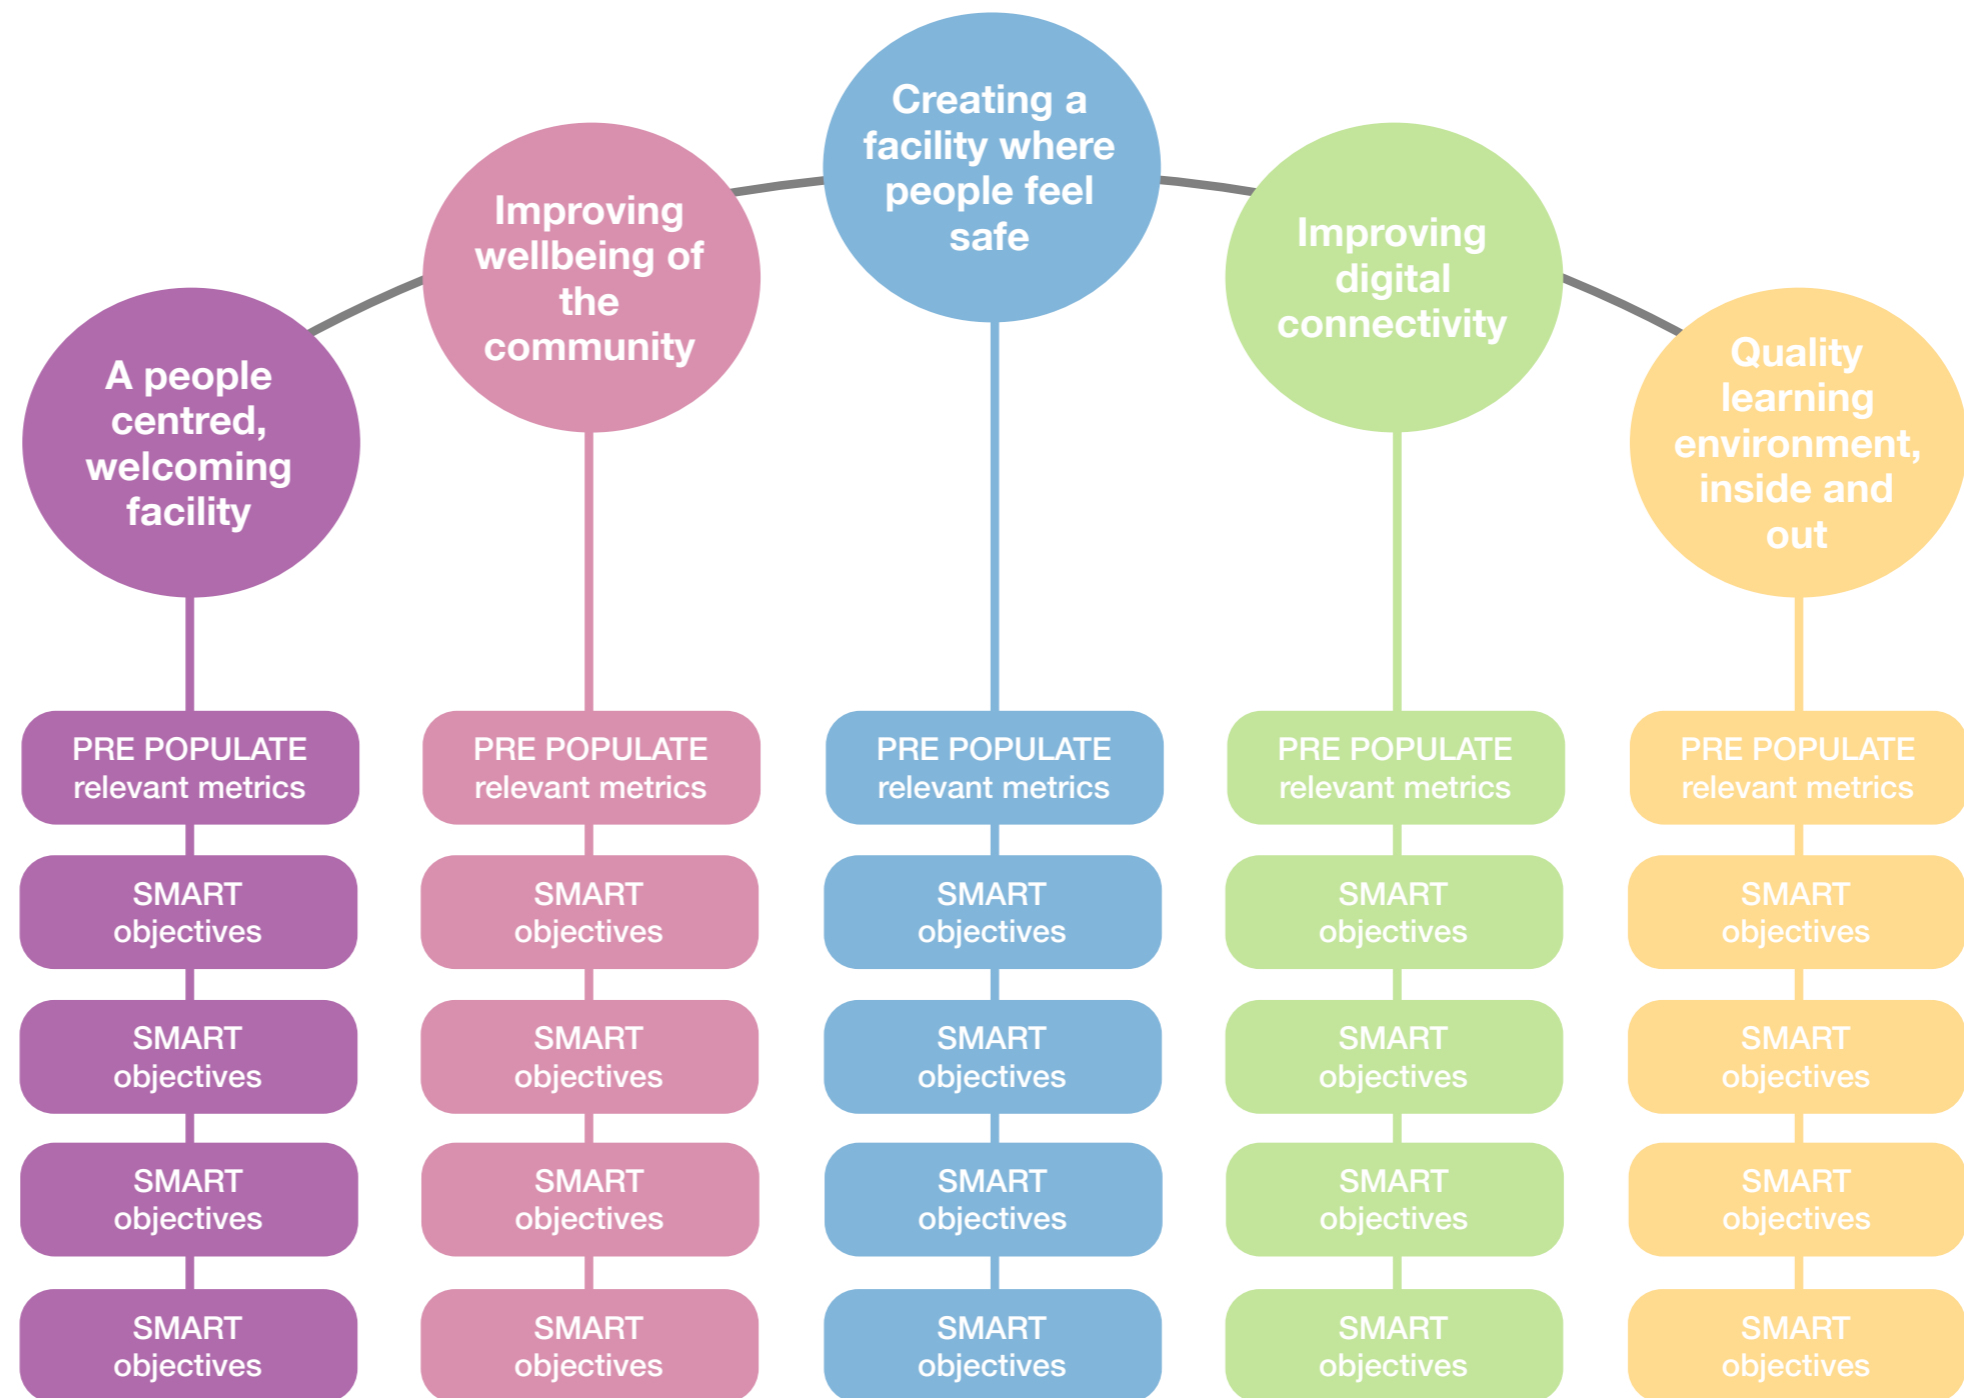 A people
centred,
welcoming
facility
Improving
wellbeing of
the
community
Creating a
facility where
people feel
safe
Improving
digital
connectivity
Quality
learning
environment,
inside and
out
PRE POPULATE
relevant metrics
PRE POPULATE
relevant metrics
PRE POPULATE
relevant metrics
PRE POPULATE
relevant metrics
PRE POPULATE
relevant metrics
SMART
objectives
SMART
objectives
SMART
objectives
SMART
objectives
SMART
objectives
SMART
objectives
SMART
objectives
SMART
objectives
SMART
objectives
SMART
objectives
SMART
objectives
SMART
objectives
SMART
objectives
SMART
objectives
SMART
objectives
SMART
objectives
SMART
objectives
SMART
objectives
SMART
objectives
SMART
objectives